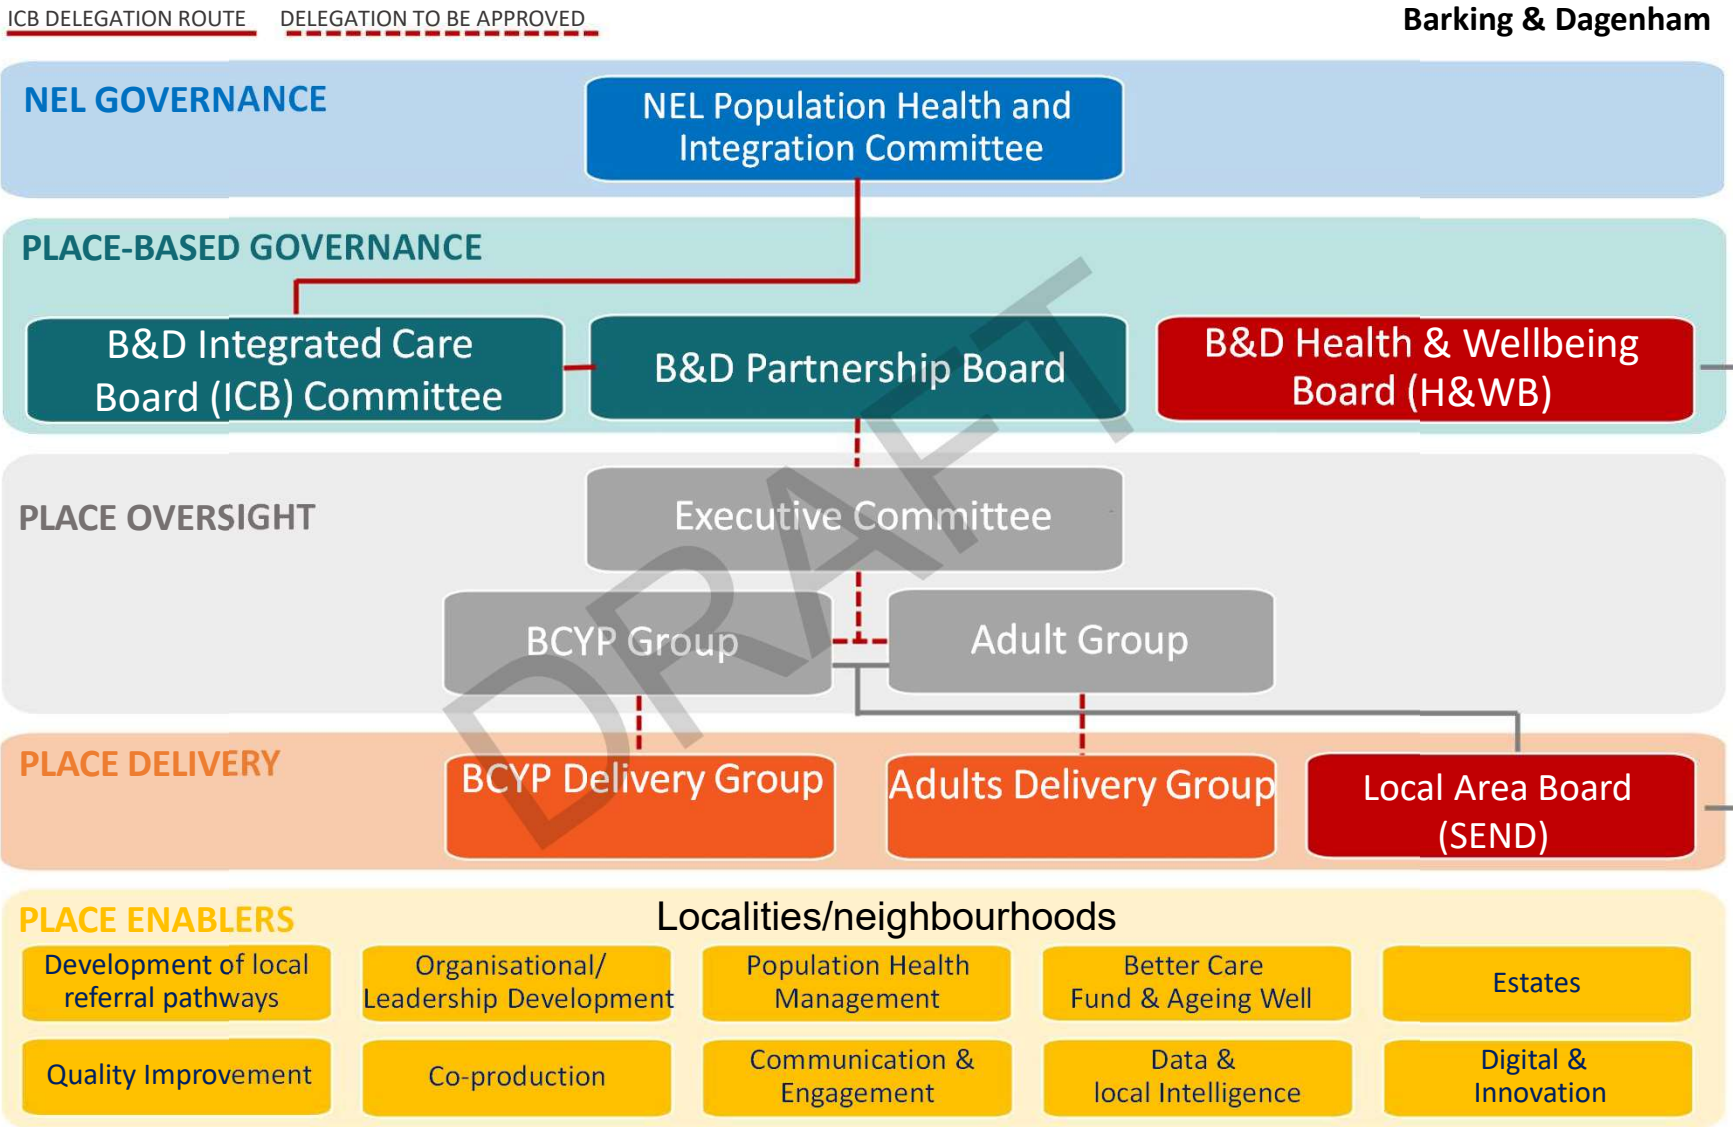 ICB DELEGATION ROUTE
DELEGATION TO BE APPROVED
Barking & Dagenham
NEL GOVERNANCE
NEL Population Health and
Integration Committee
PLACE-BASED GOVERNANCE
B&D Integrated Care
Board (ICB) Committee
B&D Partnership Board
B&D Health & Wellbeing
Board (H&WB)
PLACE OVERSIGHT
Executive Committee
BCYP Group
Adult Group
DRAFT
PLACE DELIVERY
BCYP Delivery Group
Adults Delivery Group
Local Area Board
(SEND)
PLACE ENABLERS
Localities/neighbourhoods
Development of local
referral pathways
Organisational/
Leadership Development
Population Health
Management
Better Care
Fund & Ageing Well
Estates
Quality Improvement
Co-production
Communication &
Engagement
Data &
local Intelligence
Digital &
Innovation